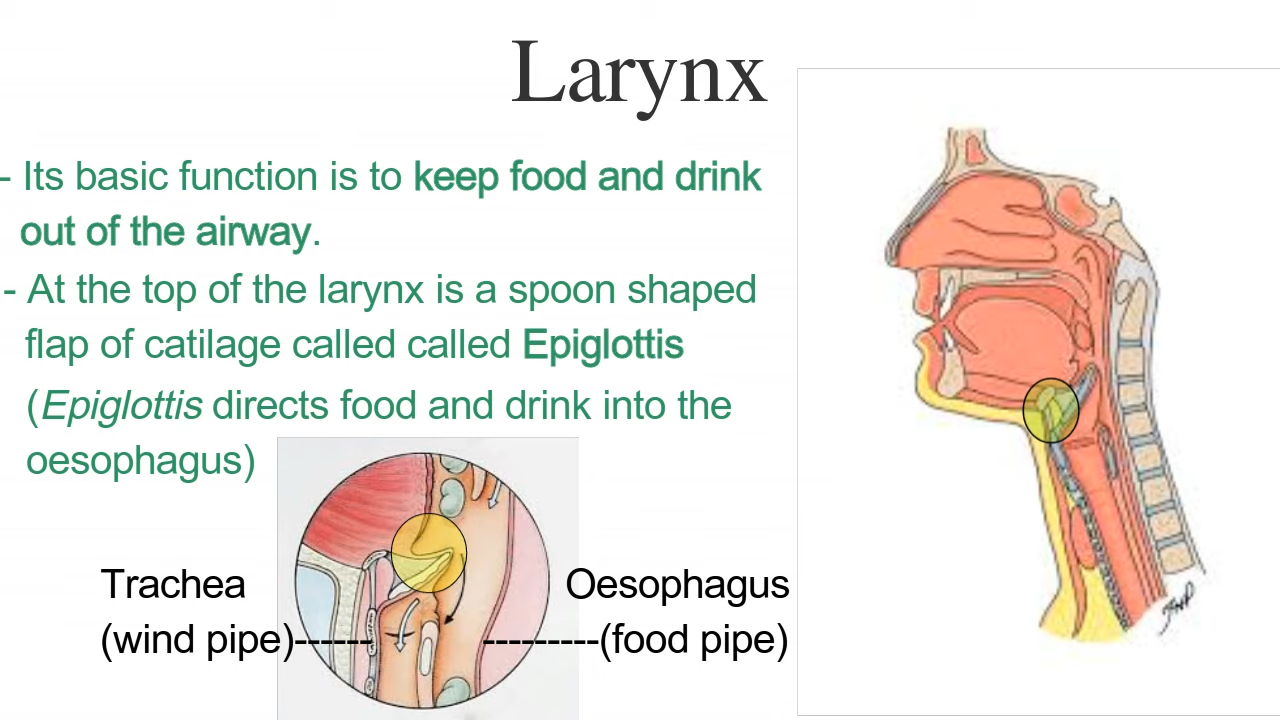 Larynx
- Its basic function is to keep food and drink
out of the airway.
- At the top of the larynx is a spoon shaped
flap of catilage called called Epiglottis
(Epiglottis directs food and drink into the
oesophagus)
Trachea
(wind pipe)------
Oesophagus
---------(food pipe)